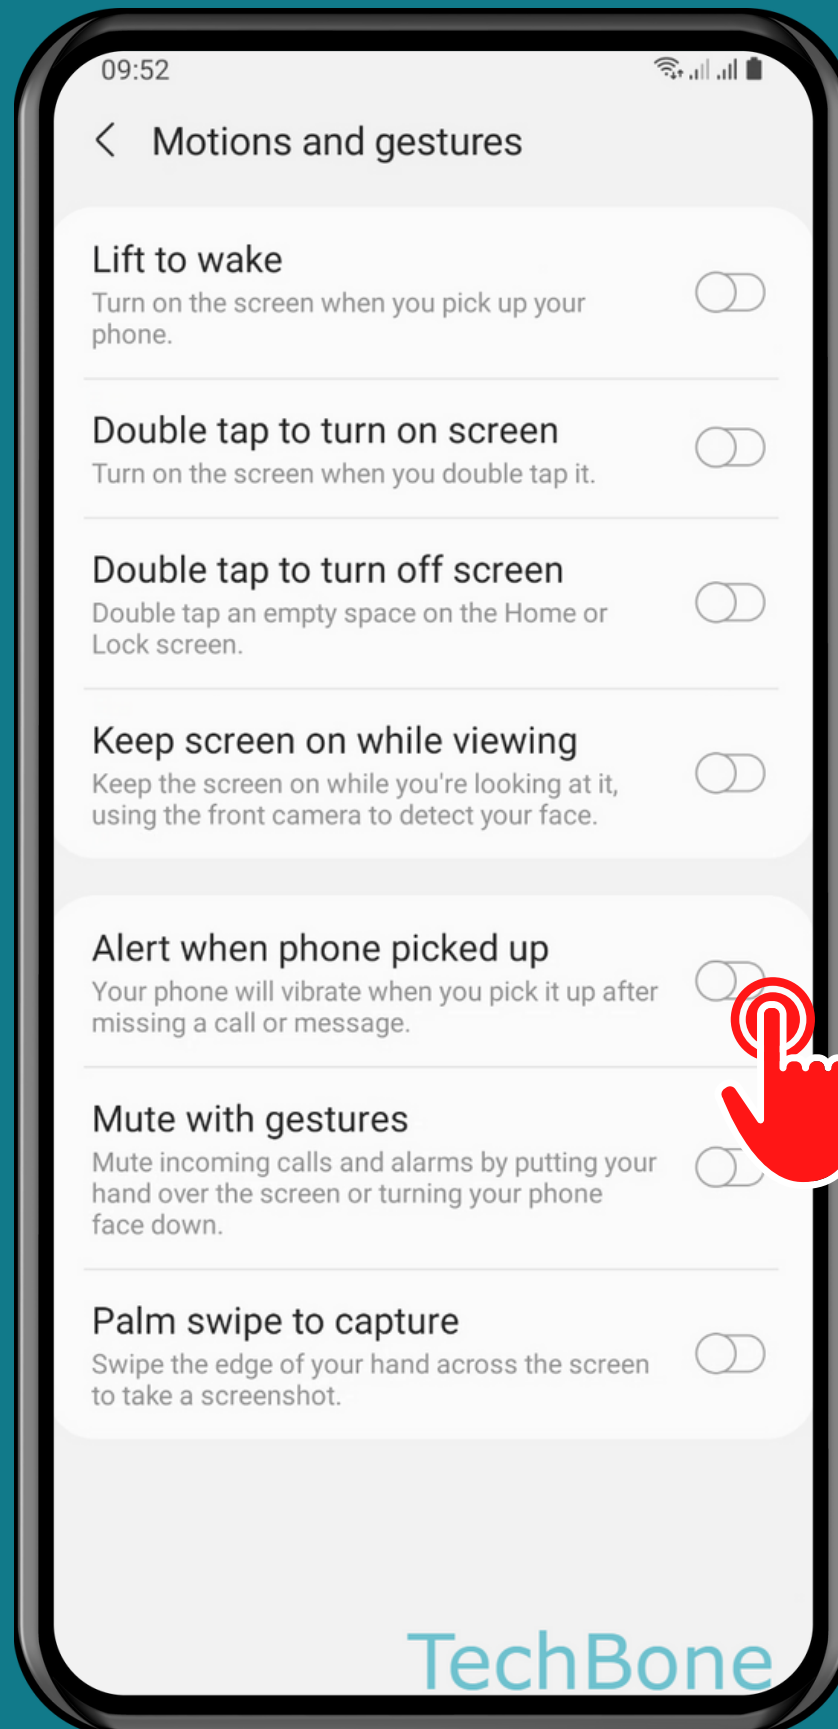 09:52
Motions and gestures
Lift to wake
Turn on the screen when you pick up your
phone.
Double tap to turn on screen
Turn on the screen when you double tap it.
Double tap to turn off screen
Double tap an empty space on the Home or
Lock screen.
Keep screen on while viewing
Keep the screen on while you're looking at it,
using the front camera to detect your face.
Alert when phone picked up
Your phone will vibrate when you pick it up after
missing a call or message.
Mute with gestures
Mute incoming calls and alarms by putting your
hand over the screen or turning your phone
face down.
Palm swipe to capture
Swipe the edge of your hand across the screen
to take a screenshot.
TechBone